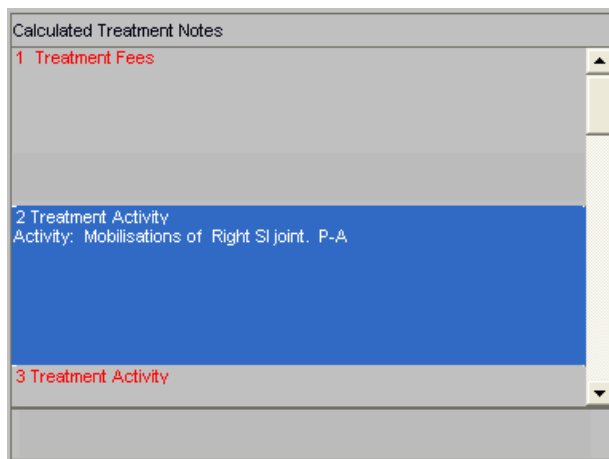 Calculated Treatment Notes
1 Treatment Fees
2 Treatment Activity
Activity: Mobilisations of Right SI joint. P-A
3 Treatment Activity